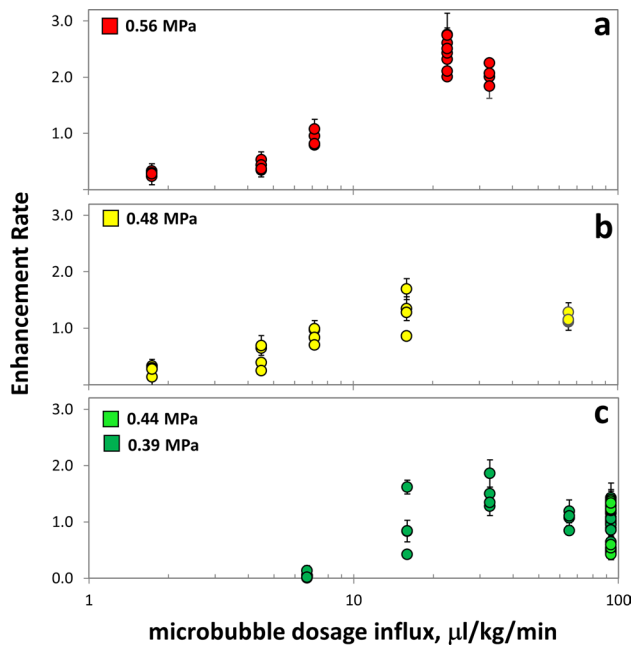 3.0
0.56 MPa
a
2.0
1.0
3.0
0.48 MPa
b
2.0
1.0
3.0
0.44 MPa
c
0.39 MPa
2.0
1.0
0.0
1
10
100
Enhancement Rate
microbubble dosage influx, μl/kg/min